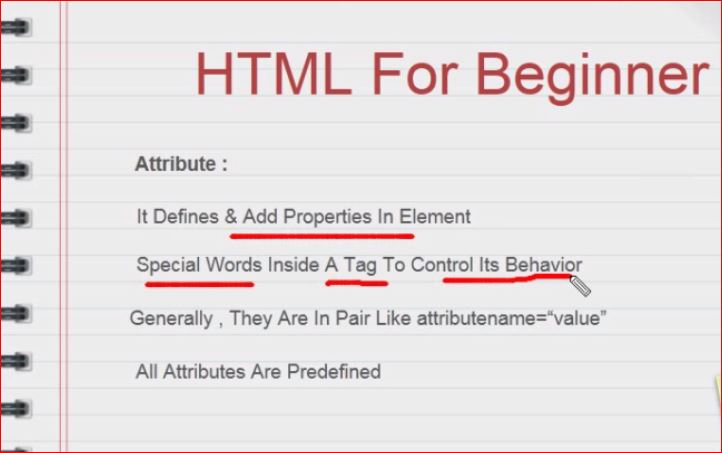 HTML For Beginner
Attribute :
It Defines & Add Properties In Element
Special Words Inside A Tag To Control Its Behavior
Generally , They Are In Pair Like attributename=“value”
All Attributes Are Predefined